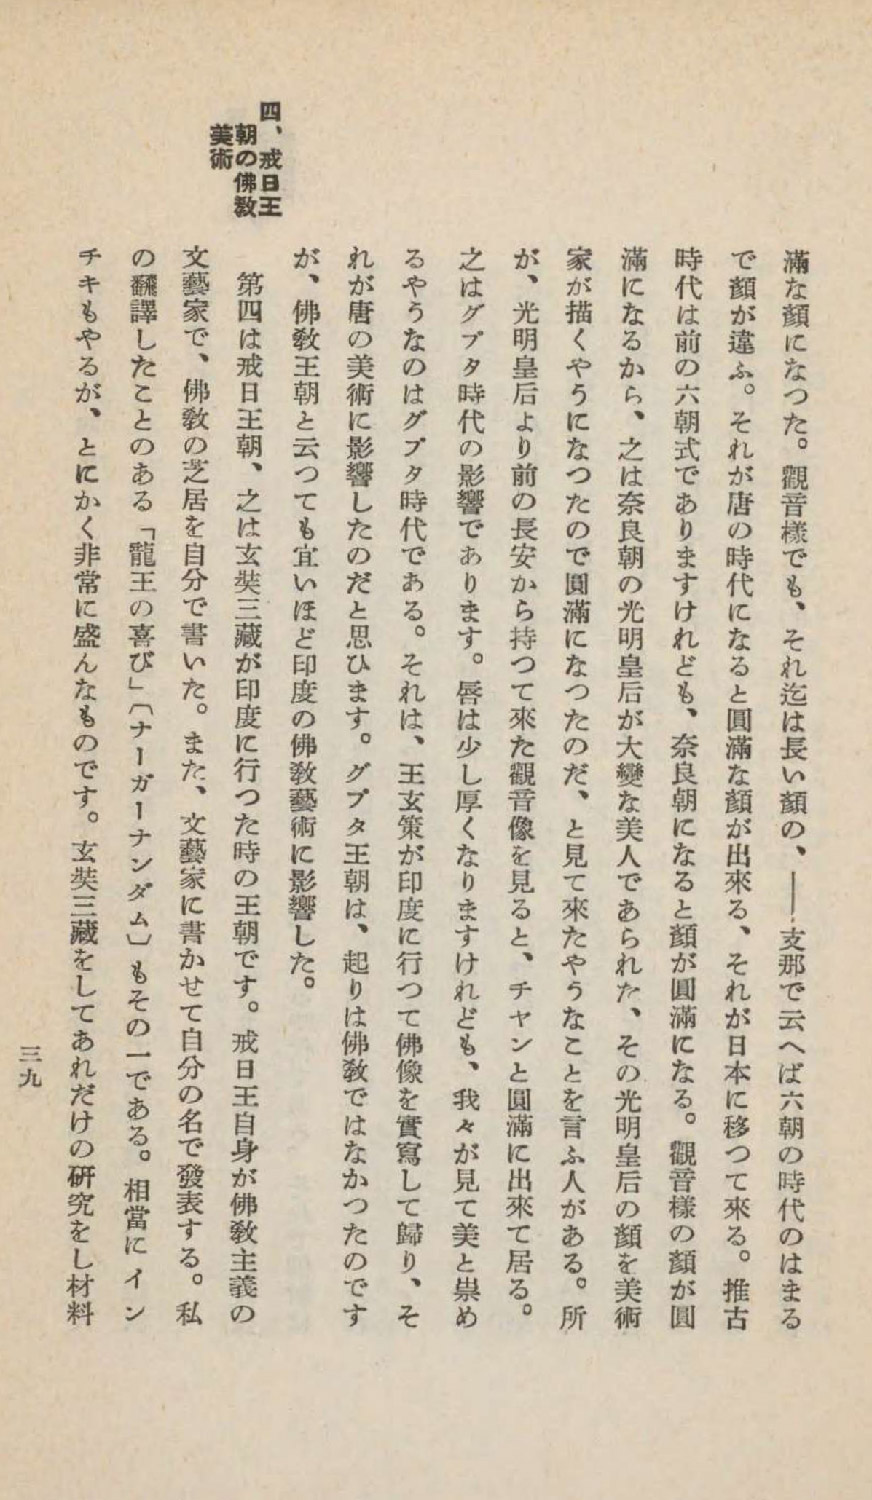 滿な顏になつた。觀音樣でも、それ迄は長い顏の、――支那で云へば六朝の時代のはまる
で顏が違ふ。それが唐の時代になると圓滿な顏が出來る、それが日本に移つて來る。推古
時代は前の六朝式でありますけれども、奈良朝になると顏が圓滿になる。觀音樣の顏が圓
滿になるから、之は奈良朝の光明皇后が大變な美人であられた、その光明皇后の顏を美術
家が描くやうになつたので圓滿になつたのだ、と見て來たやうなことを言ふ人がある。所
が、光明皇后より前の長安から持つて來た觀音像を見ると、チヤンと圓滿に出來て居る。
之はグプタ時代の影響であります。唇は少し厚くなりますけれども、我々が見て美と崇め
るやうなのはグプタ時代である。それは、王玄策が印度に行つて佛像を實寫して歸り、そ
れが唐の美術に影響したのだと思ひます。グプタ王朝は、起りは佛敎ではなかつたのです
が、佛敎王朝と云つても宜いほど印度の佛敎藝術に影響した。
四、戒日王
朝の佛敎
美術
第四は戒日王朝、之は玄奘三藏が印度に行つた時の王朝です。戒日王自身が佛敎主義の
文藝家で、佛敎の芝居を自分で書いた。また、文藝家に書かせて自分の名で發表する。私
の飜譯したことのある「龍王の喜び」〔ナーガーナンダム〕もその一である。相當にイン
チキもやるが、とにかく非常に盛んなものです。玄奘三藏をしてあれだけの硏究をし材料
三九